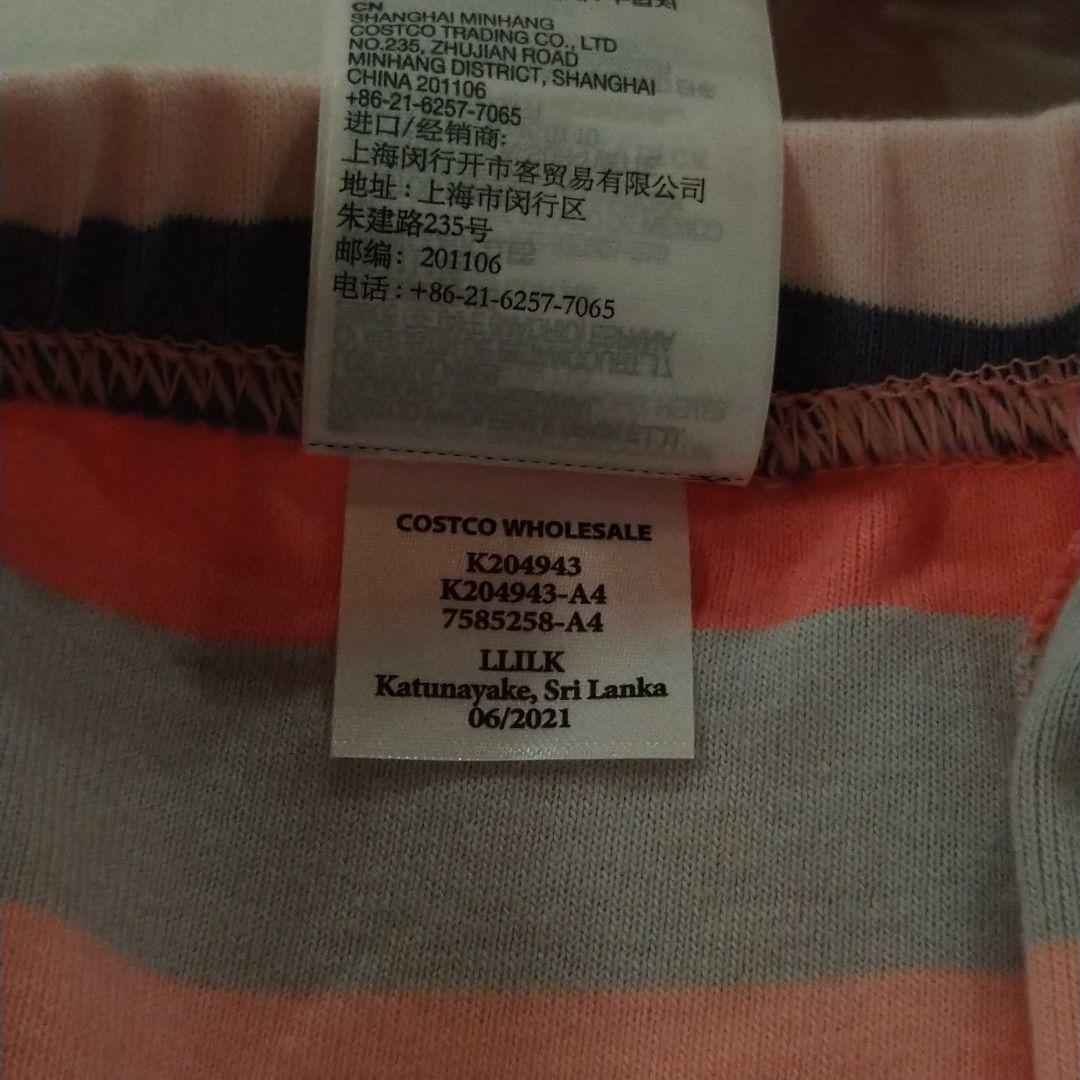 CN
SHANGHAI MINHANG
COSTCO TRADING CO., LTD
NO.235, ZHUJIAN ROAD
MINHANG DISTRICT, SHANGHAI
CHINA 201106
+86-21-6257-7065
进口/经销商:
上海闵行开市客贸易有限公司
地址：上海市闵行区
朱建路235号
邮编：201106
电话：+86-21-6257-7065
COSTCO WHOLESALE
K204943
K204943-A4
7585258-A4
LLILK
Katunayake, Sri Lanka
06/2021